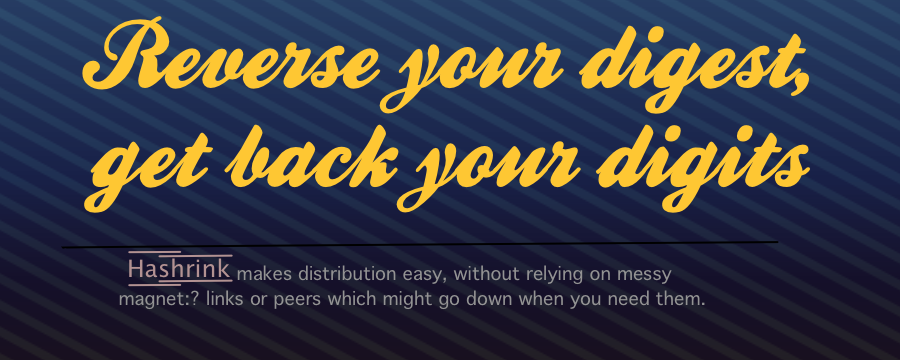 Reverse your digest,
get back your digits
Hashrink makes distribution easy, without relying on messy
magnet:? links or peers which might go down when you need them.